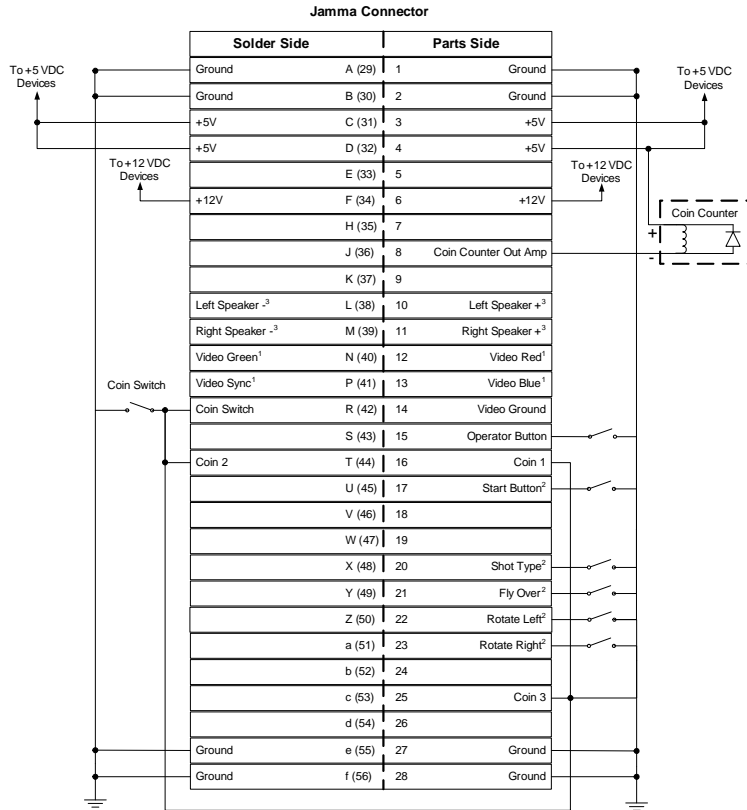 Jamma Connector
Solder Side Parts Side
Ground A (29) 1 Ground
To +5 VDC Devices To +5 VDC Devices
Ground B (30) 2 Ground
+5V C (31) 3 +5V
+5V D (32) 4 +5V
To +12 VDC Devices E (33) 5 To +12 VDC Devices
+12V F (34) 6 +12V
H (35) 7 Coin Counter
+
J (36) 8 Coin Counter Out Amp -
K (37) 9
Left Speaker -³ L (38) 10 Left Speaker +³
Right Speaker -³ M (39) 11 Right Speaker +³
Video Green¹ N (40) 12 Video Red¹
Coin Switch Video Sync¹ P (41) 13 Video Blue¹
Coin Switch R (42) 14 Video Ground
S (43) 15 Operator Button
Coin 2 T (44) 16 Coin 1
U (45) 17 Start Button²
V (46) 18
W (47) 19
X (48) 20 Shot Type²
Y (49) 21 Fly Over²
Z (50) 22 Rotate Left²
a (51) 23 Rotate Right²
b (52) 24
c (53) 25 Coin 3
d (54) 26
Ground e (55) 27 Ground
Ground f (56) 28 Ground